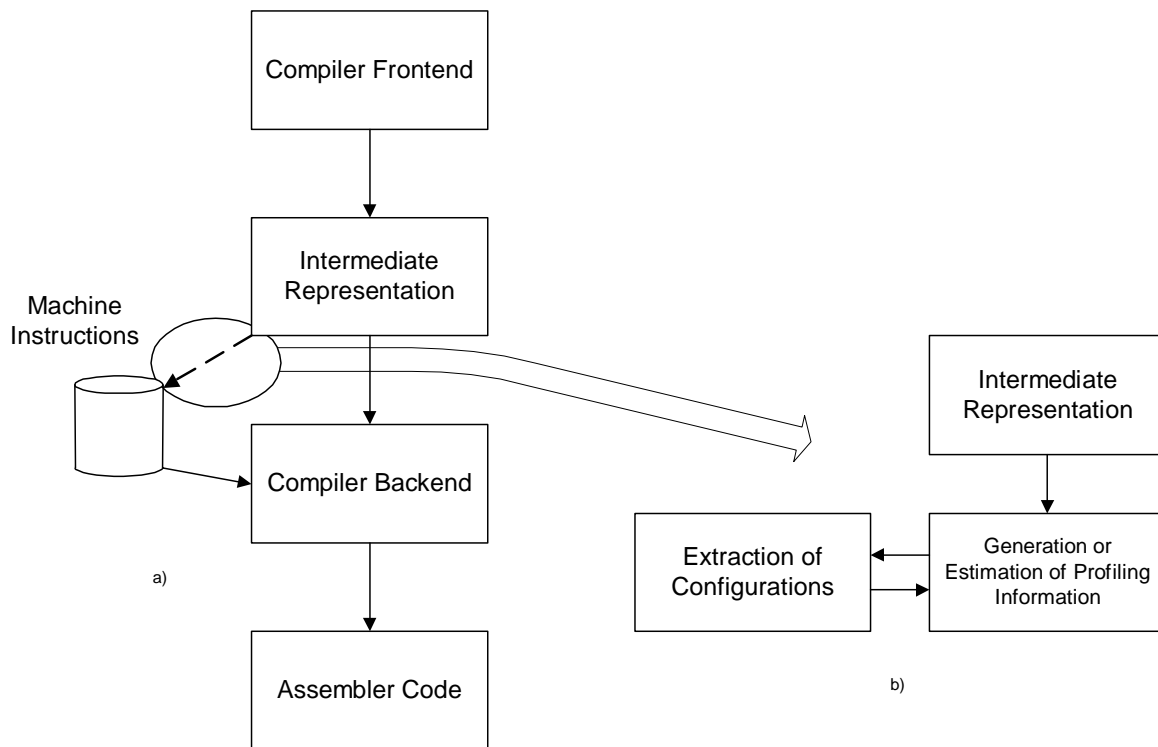 Compiler Frontend
Intermediate
Representation
Machine
Instructions
Compiler Backend
a)
Assembler Code
Intermediate
Representation
Extraction of
Configurations
Generation or
Estimation of Profiling
Information
b)